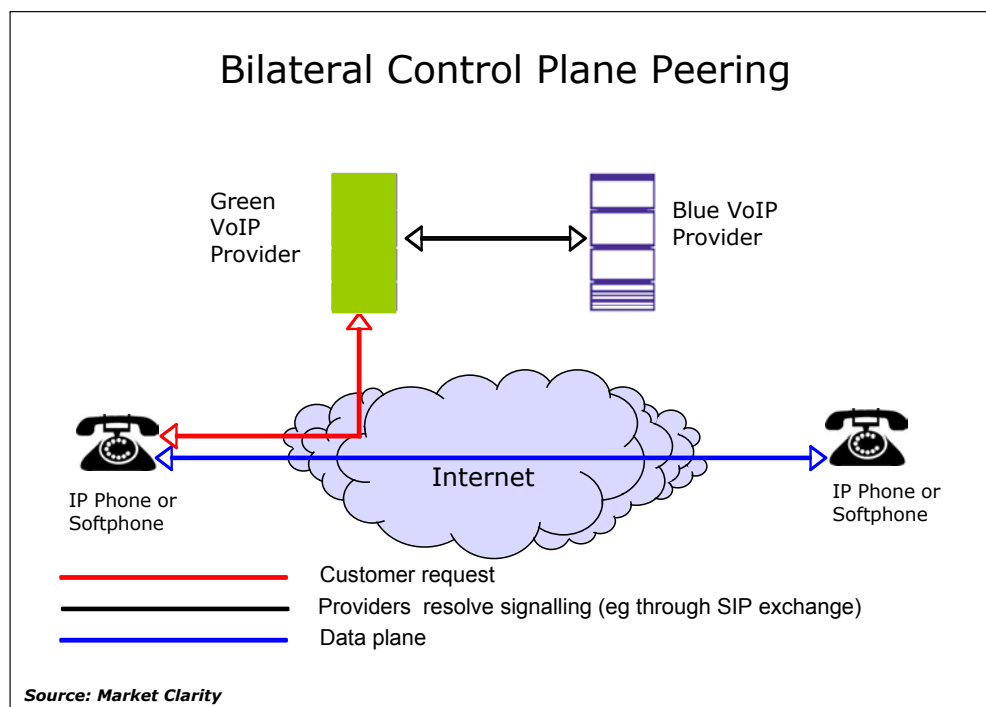 Bilateral Control Plane Peering
Green
VoIP
Provider
Blue VoIP
Provider
Internet
IP Phone or
Softphone
IP Phone or
Softphone
Customer request
Providers resolve signalling (eg through SIP exchange)
Data plane
Source: Market Clarity